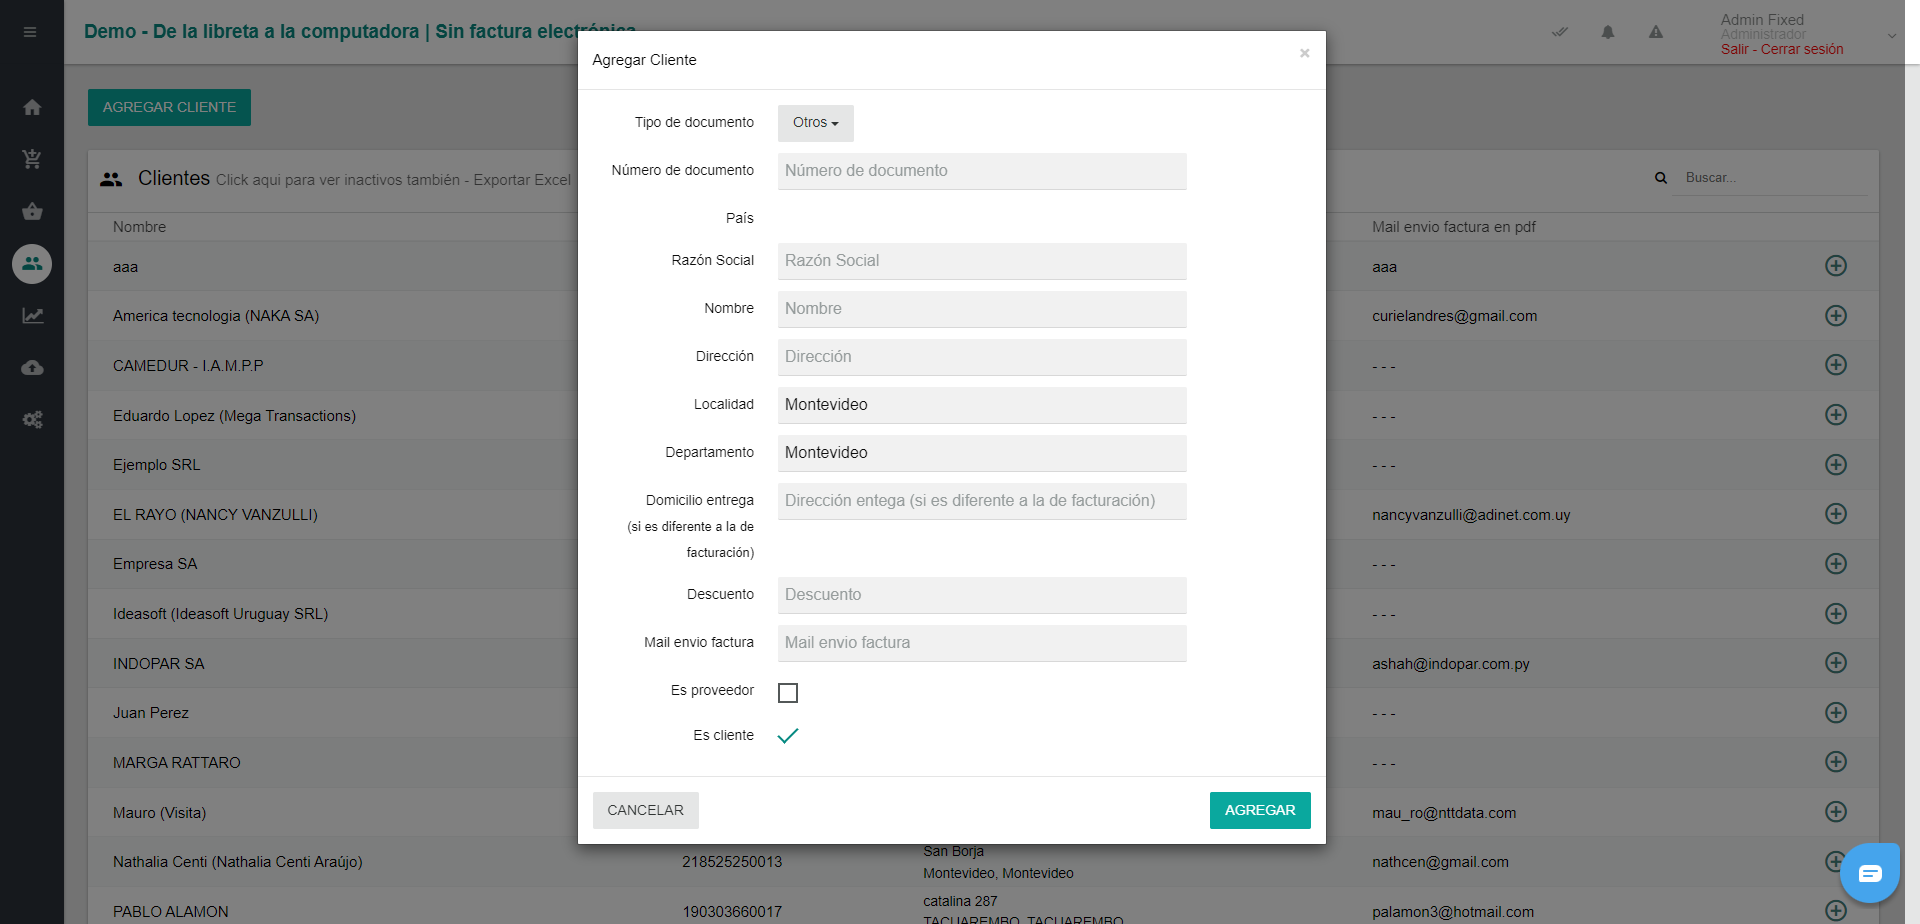 Demo - De la libreta a la computadora | Sin factura electrónica
Admin Fixed
Administrador
Salir - Cerrar sesión
AGREGAR CLIENTE
Clientes Click aqui para ver inactivos también - Exportar Excel
Buscar...
Nombre
Mail envio factura en pdf
aaa
aaa
America tecnologia (NAKA SA)
curielandres@gmail.com
CAMEDUR - I.A.M.P.P
- - -
Eduardo Lopez (Mega Transactions)
- - -
Ejemplo SRL
- - -
EL RAYO (NANCY VANZULLI)
nancyvanzulli@adinet.com.uy
Empresa SA
- - -
Ideasoft (Ideasoft Uruguay SRL)
- - -
INDOPAR SA
ashah@indopar.com.py
Juan Perez
- - -
MARGA RATTARO
- - -
Mauro (Visita)
mau_ro@nttdata.com
Nathalia Centi (Nathalia Centi Araújo)
218525250013
San Borja
Montevideo, Montevideo
nathcen@gmail.com
PABLO ALAMON
190303660017
catalina 287
TACUAREMBO, TACUAREMBO
palamon3@hotmail.com
Agregar Cliente
×
Tipo de documento
Otros
Número de documento
Número de documento
País
Razón Social
Razón Social
Nombre
Nombre
Dirección
Dirección
Localidad
Montevideo
Departamento
Montevideo
Domicilio entrega
(si es diferente a la de
facturación)
Dirección entega (si es diferente a la de facturación)
Descuento
Descuento
Mail envio factura
Mail envio factura
Es proveedor
Es cliente
CANCELAR
AGREGAR